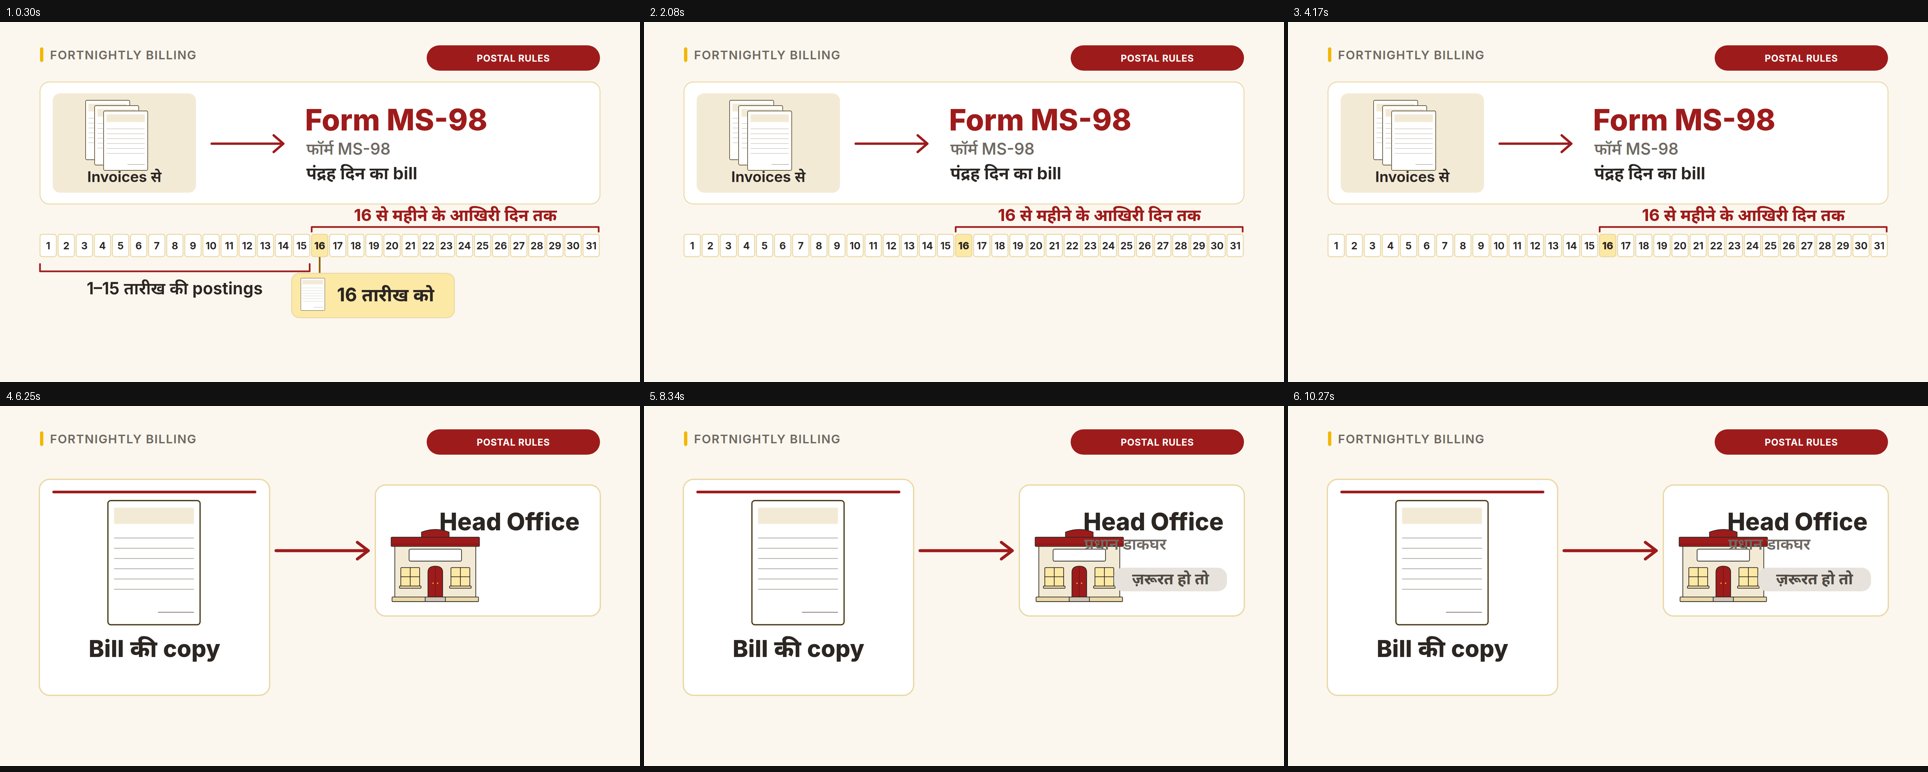 1. 0.30s
FORTNIGHTLY BILLING
POSTAL RULES
Invoices से
Form MS-98
फॉर्म MS-98
पंद्रह दिन का bill
16 से महीने के आखिरी दिन तक
1 2 3 4 5 6 7 8 9 10 11 12 13 14 15 16 17 18 19 20 21 22 23 24 25 26 27 28 29 30 31
1–15 तारीख की postings
16 तारीख को
2. 2.08s
FORTNIGHTLY BILLING
POSTAL RULES
Invoices से
Form MS-98
फॉर्म MS-98
पंद्रह दिन का bill
16 से महीने के आखिरी दिन तक
1 2 3 4 5 6 7 8 9 10 11 12 13 14 15 16 17 18 19 20 21 22 23 24 25 26 27 28 29 30 31
3. 4.17s
FORTNIGHTLY BILLING
POSTAL RULES
Invoices से
Form MS-98
फॉर्म MS-98
पंद्रह दिन का bill
16 से महीने के आखिरी दिन तक
1 2 3 4 5 6 7 8 9 10 11 12 13 14 15 16 17 18 19 20 21 22 23 24 25 26 27 28 29 30 31
4. 6.25s
FORTNIGHTLY BILLING
POSTAL RULES
Bill की copy
Head Office
5. 8.34s
FORTNIGHTLY BILLING
POSTAL RULES
Bill की copy
Head Office
प्रधान डाकघर
ज़रूरत हो तो
6. 10.27s
FORTNIGHTLY BILLING
POSTAL RULES
Bill की copy
Head Office
प्रधान डाकघर
ज़रूरत हो तो